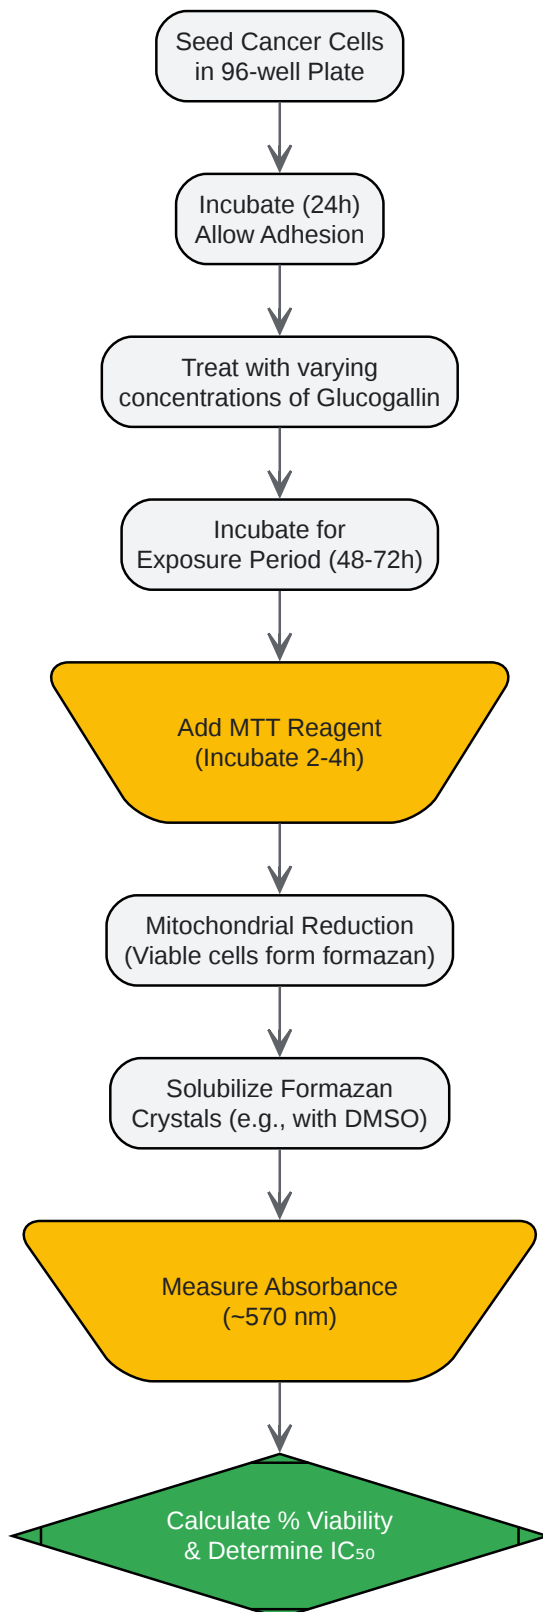 Seed Cancer Cells
in 96-well Plate
Incubate (24h)
Allow Adhesion
Treat with varying
concentrations of Glucogallin
Incubate for
Exposure Period (48-72h)
Add MTT Reagent
(Incubate 2-4h)
Mitochondrial Reduction
(Viable cells form formazan)
Solubilize Formazan
Crystals (e.g., with DMSO)
Measure Absorbance
(~570 nm)
Calculate % Viability
& Determine IC₅₀